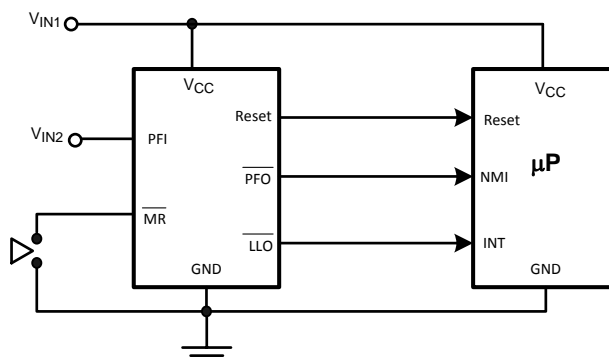 VIN1
VCC
VCC
Reset
Reset
VIN2
PFI
μP
PFO
NMI
MR
LLO
INT
GND
GND